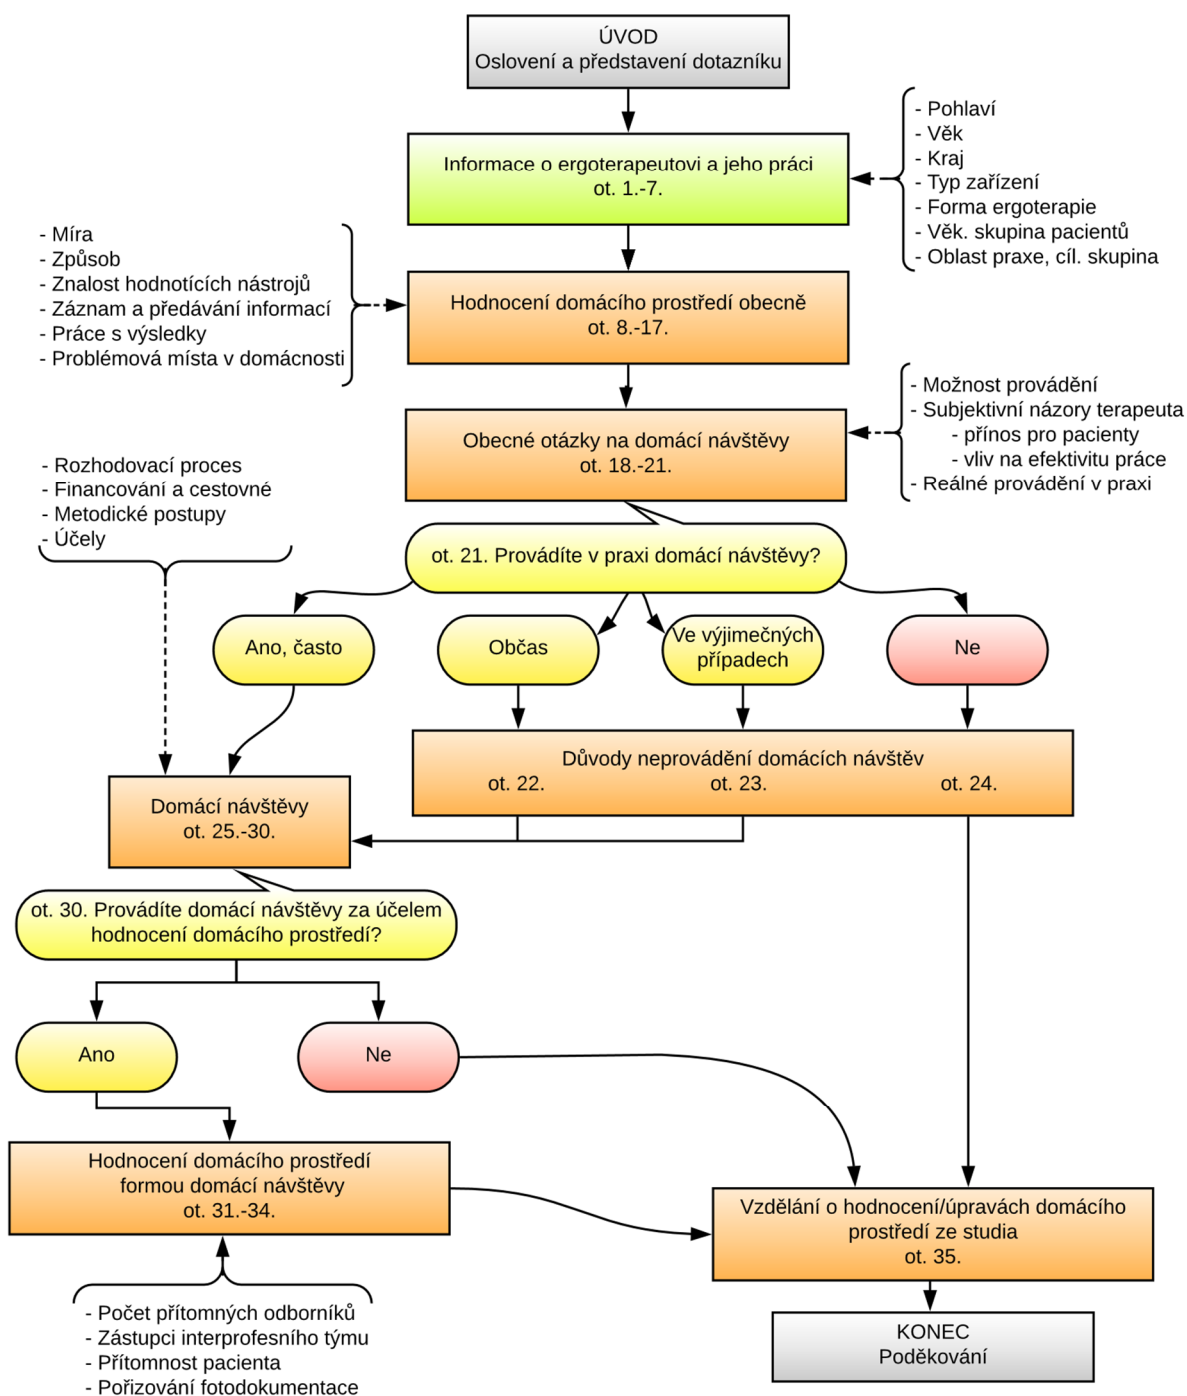 ÚVOD
Oslovení a představení dotazníku
Informace o ergoterapeutovi a jeho práci
ot. 1.-7.
- Pohlaví
- Věk
- Kraj
- Typ zařízení
- Forma ergoterapie
- Věk. skupina pacientů
- Oblast praxe, cíl. skupina
- Míra
- Způsob
- Znalost hodnotících nástrojů
- Záznam a předávání informací
- Práce s výsledky
- Problémová místa v domácnosti
Hodnocení domácího prostředí obecně
ot. 8.-17.
- Možnost provádění
- Subjektivní názory terapeuta
- přínos pro pacienty
- vliv na efektivitu práce
- Reálné provádění v praxi
Obecné otázky na domácí návštěvy
ot. 18.-21.
- Rozhodovací proces
- Financování a cestovné
- Metodické postupy
- Účely
ot. 21. Provádíte v praxi domácí návštěvy?
Ano, často
Občas
Ve výjimečných
případech
Ne
Důvody neprovádění domácích návštěv
ot. 22. ot. 23. ot. 24.
Domácí návštěvy
ot. 25.-30.
ot. 30. Provádíte domácí návštěvy za účelem
hodnocení domácího prostředí?
Ano
Ne
Hodnocení domácího prostředí
formou domácí návštěvy
ot. 31.-34.
Vzdělání o hodnocení/úpravách domácího
prostředí ze studia
ot. 35.
- Počet přítomných odborníků
- Zástupci interprofesního týmu
- Přítomnost pacienta
- Pořizování fotodokumentace
KONEC
Poděkování